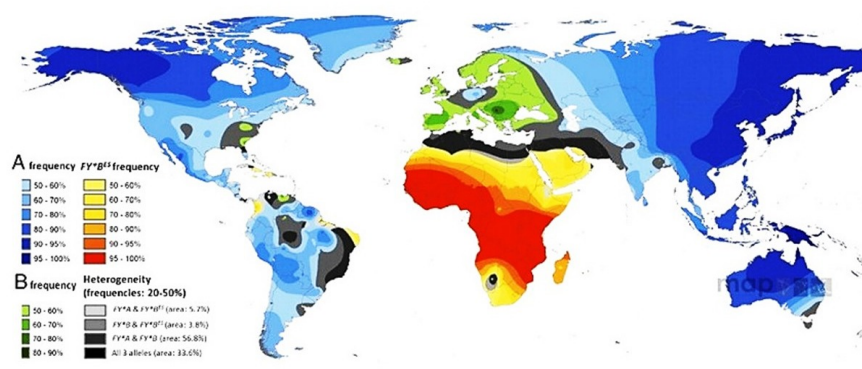 A frequency FY*B^ES frequency
50 - 60% 50 - 60%
60 - 70% 60 - 70%
70 - 80% 70 - 80%
80 - 90% 80 - 90%
90 - 95% 90 - 95%
95 - 100% 95 - 100%
B frequency Heterogeneity
(frequencies: 20-50%)
50 - 60% FY*A & FY*B^ES (area: 5.7%)
60 - 70% FY*B & FY*B^ES (area: 3.8%)
70 - 80% FY*A & FY*B (area: 56.8%)
80 - 90% All 3 alleles (area: 33.6%)